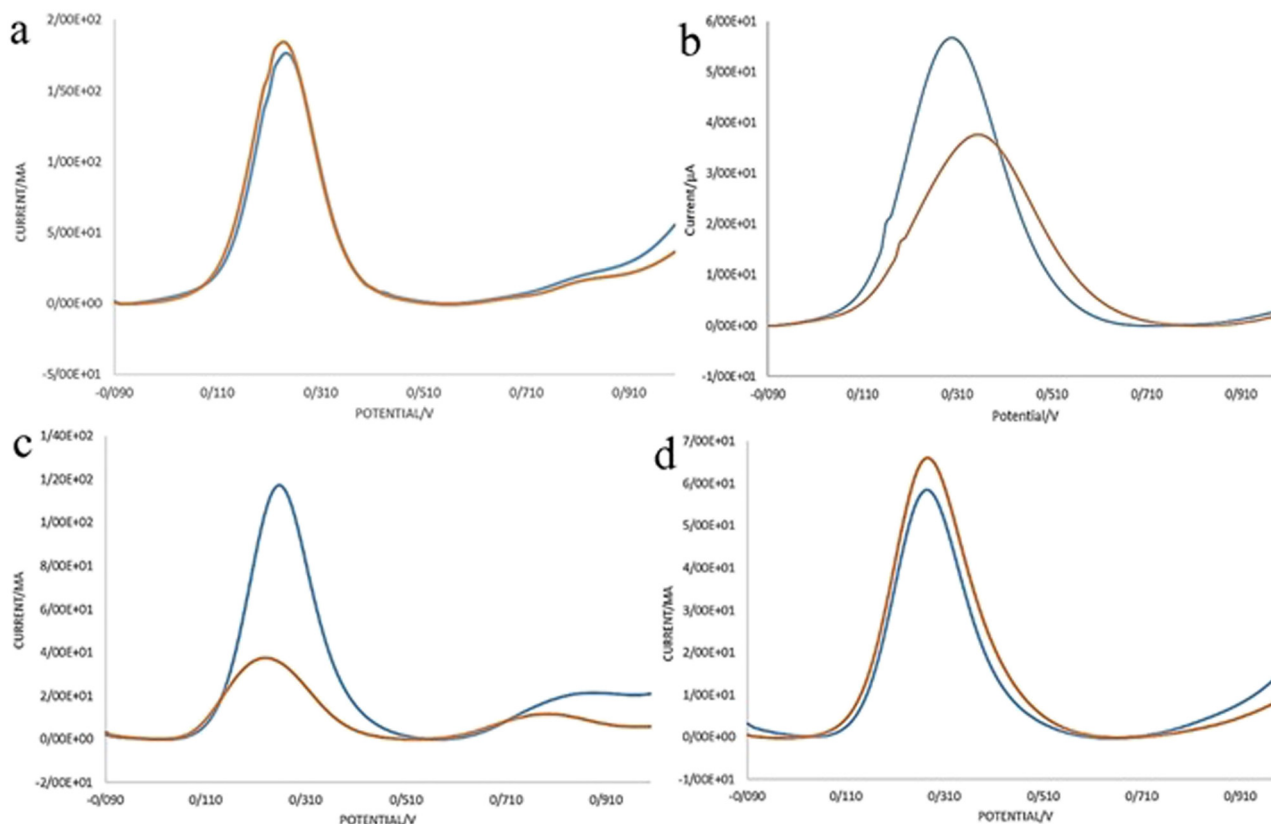 a
2/00E+02
1/50E+02
1/00E+02
5/00E+01
0/00E+00
-5/00E+01
CURRENT/MA
-0/090 0/110 0/310 0/510 0/710 0/910
POTENTIAL/V
b
6/00E+01
5/00E+01
4/00E+01
3/00E+01
2/00E+01
1/00E+01
0/00E+00
-1/00E+01
Current/µA
-0/090 0/110 0/310 0/510 0/710 0/910
Potential/V
c
1/40E+02
1/20E+02
1/00E+02
8/00E+01
6/00E+01
4/00E+01
2/00E+01
0/00E+00
-2/00E+01
CURRENT/MA
-0/090 0/110 0/310 0/510 0/710 0/910
POTENTIAL/V
d
7/00E+01
6/00E+01
5/00E+01
4/00E+01
3/00E+01
2/00E+01
1/00E+01
0/00E+00
-1/00E+01
CURRENT/MA
-0/090 0/110 0/310 0/510 0/710 0/910
POTENTIAL/V